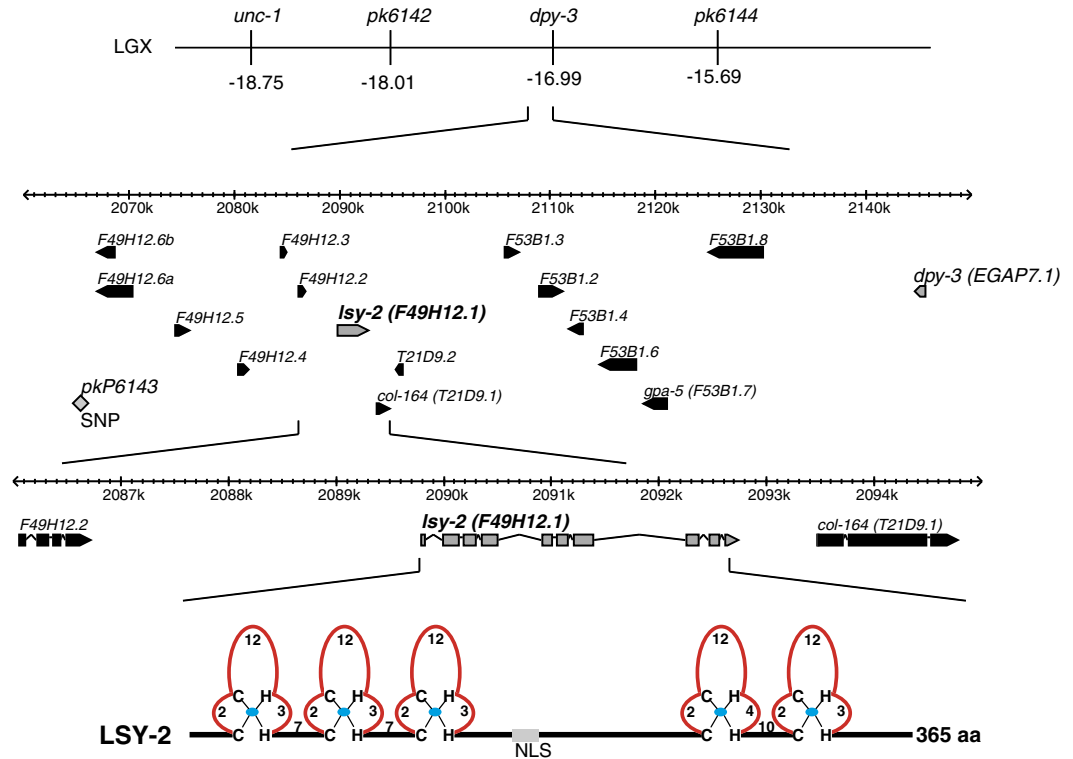 unc-1 pk6142 dpy-3 pk6144
LGX
-18.75 -18.01 -16.99 -15.69
2070k 2080k 2090k 2100k 2110k 2120k 2130k 2140k
F49H12.6b F49H12.3 F53B1.3 F53B1.8
F49H12.6a F49H12.2 F53B1.2 dpy-3 (EGAP7.1)
F49H12.5 lsy-2 (F49H12.1) F53B1.4
F49H12.4 T21D9.2 F53B1.6
pkP6143 col-164 (T21D9.1) gpa-5 (F53B1.7)
SNP
2087k 2088k 2089k 2090k 2091k 2092k 2093k 2094k
F49H12.2 lsy-2 (F49H12.1) col-164 (T21D9.1)
12 12 12 12 12
C H C H C H C H C H
2 3 2 3 2 3 2 4 2 3
7 7 10
LSY-2 C H C H C H C H C H 365 aa
NLS